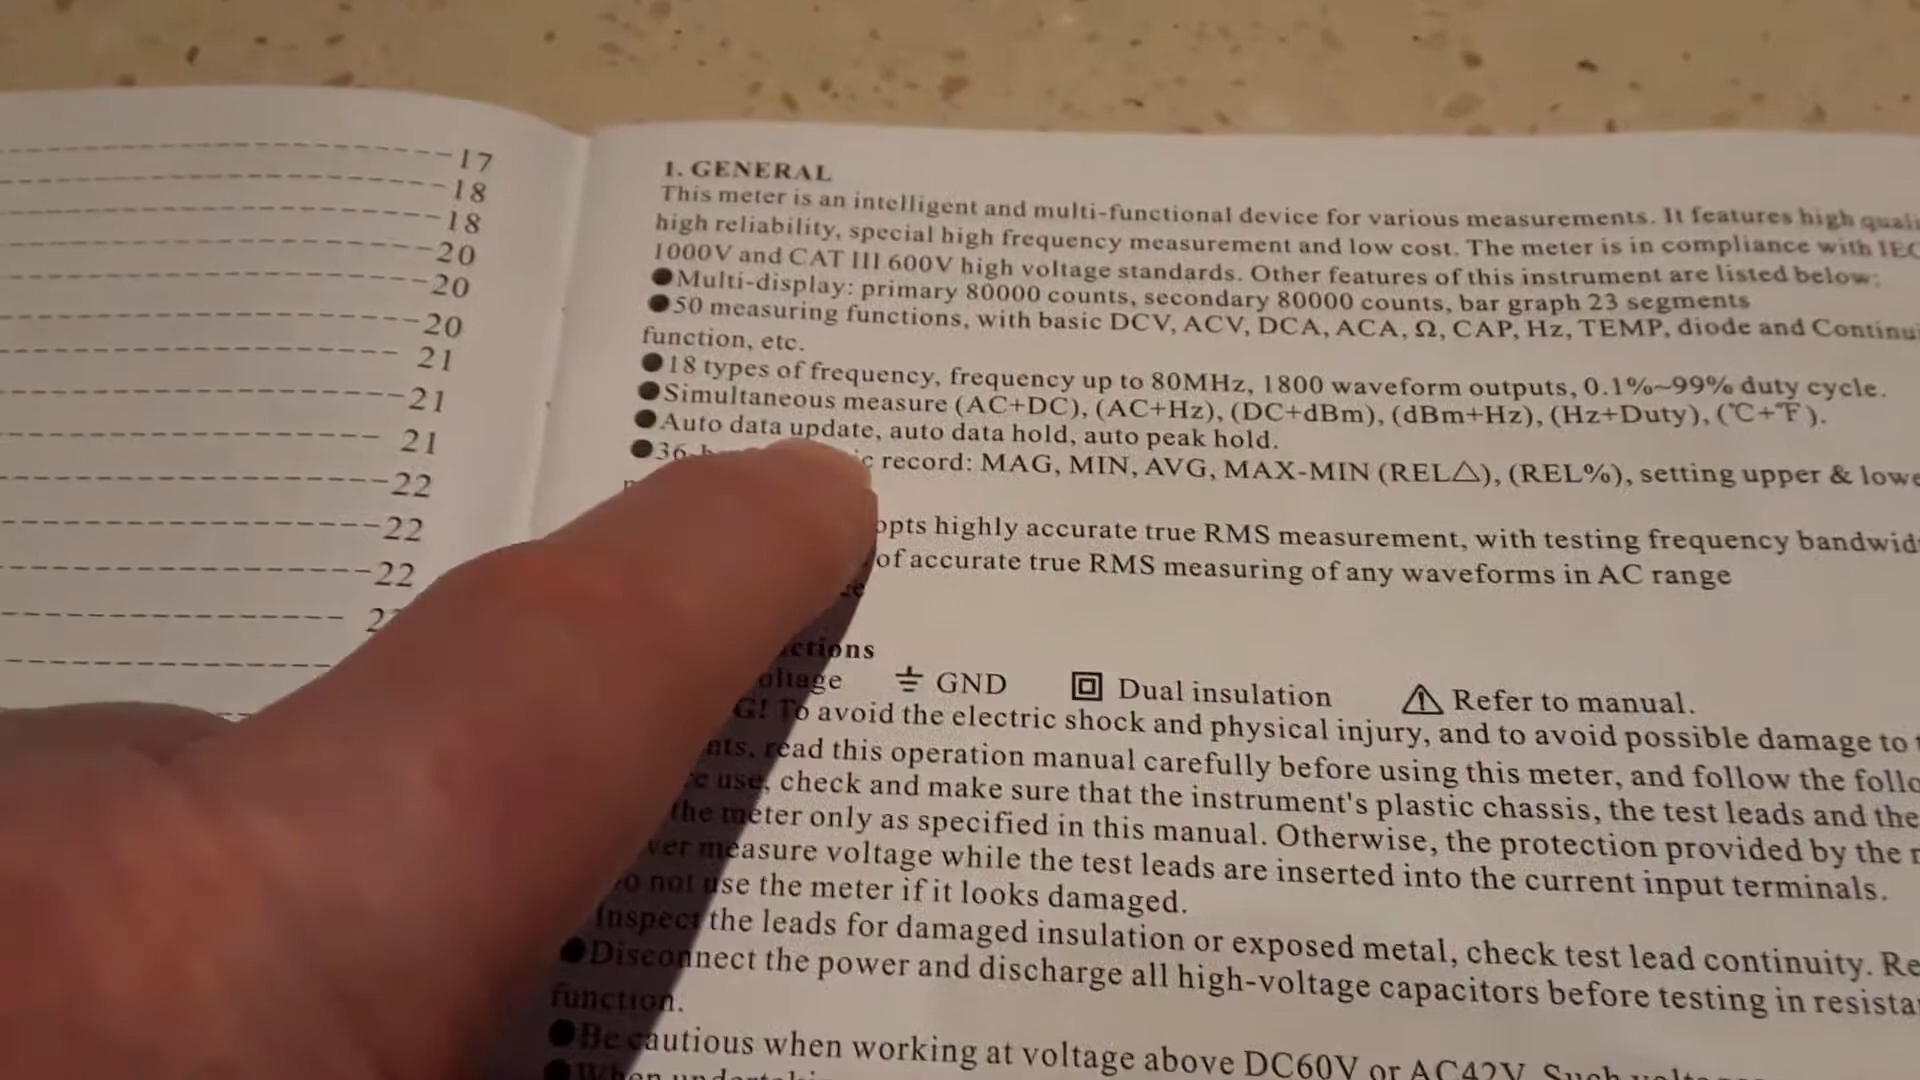 17
18
18
20
20
20
21
21
21
22
22
22
1. GENERAL
This meter is an intelligent and multi-functional device for various measurements. It features high
high reliability, special high frequency measurement and low cost. The meter is in compliance with
1000V and CAT III 600V high voltage standards. Other features of this instrument are listed below:
●Multi-display: primary 80000 counts, secondary 80000 counts, bar graph 23 segments
●50 measuring functions, with basic DCV, ACV, DCA, ACA, Ω, CAP, Hz, TEMP, diode and
function, etc.
●18 types of frequency, frequency up to 80MHz, 1800 waveform outputs, 0.1%~99% duty cycle.
●Simultaneous measure (AC+DC), (AC+Hz), (DC+dBm), (dBm+Hz), (Hz+Duty), (℃+℉).
●Auto data update, auto data hold, auto peak hold.
●36 record: MAG, MIN, AVG, MAX-MIN (REL△), (REL%), setting upper &
highly accurate true RMS measurement, with testing frequency
of accurate true RMS measuring of any waveforms in AC range
GND Dual insulation Refer to manual.
To avoid the electric shock and physical injury, and to avoid possible damage to
read this operation manual carefully before using this meter, and follow the
use, check and make sure that the instrument's plastic chassis, the test leads and the
the meter only as specified in this manual. Otherwise, the protection provided by the
measure voltage while the test leads are inserted into the current input terminals.
not use the meter if it looks damaged.
Inspect the leads for damaged insulation or exposed metal, check test lead continuity.
●Disconnect the power and discharge all high-voltage capacitors before testing in
function.
●Be cautious when working at voltage above DC60V or AC42V. Such
●When